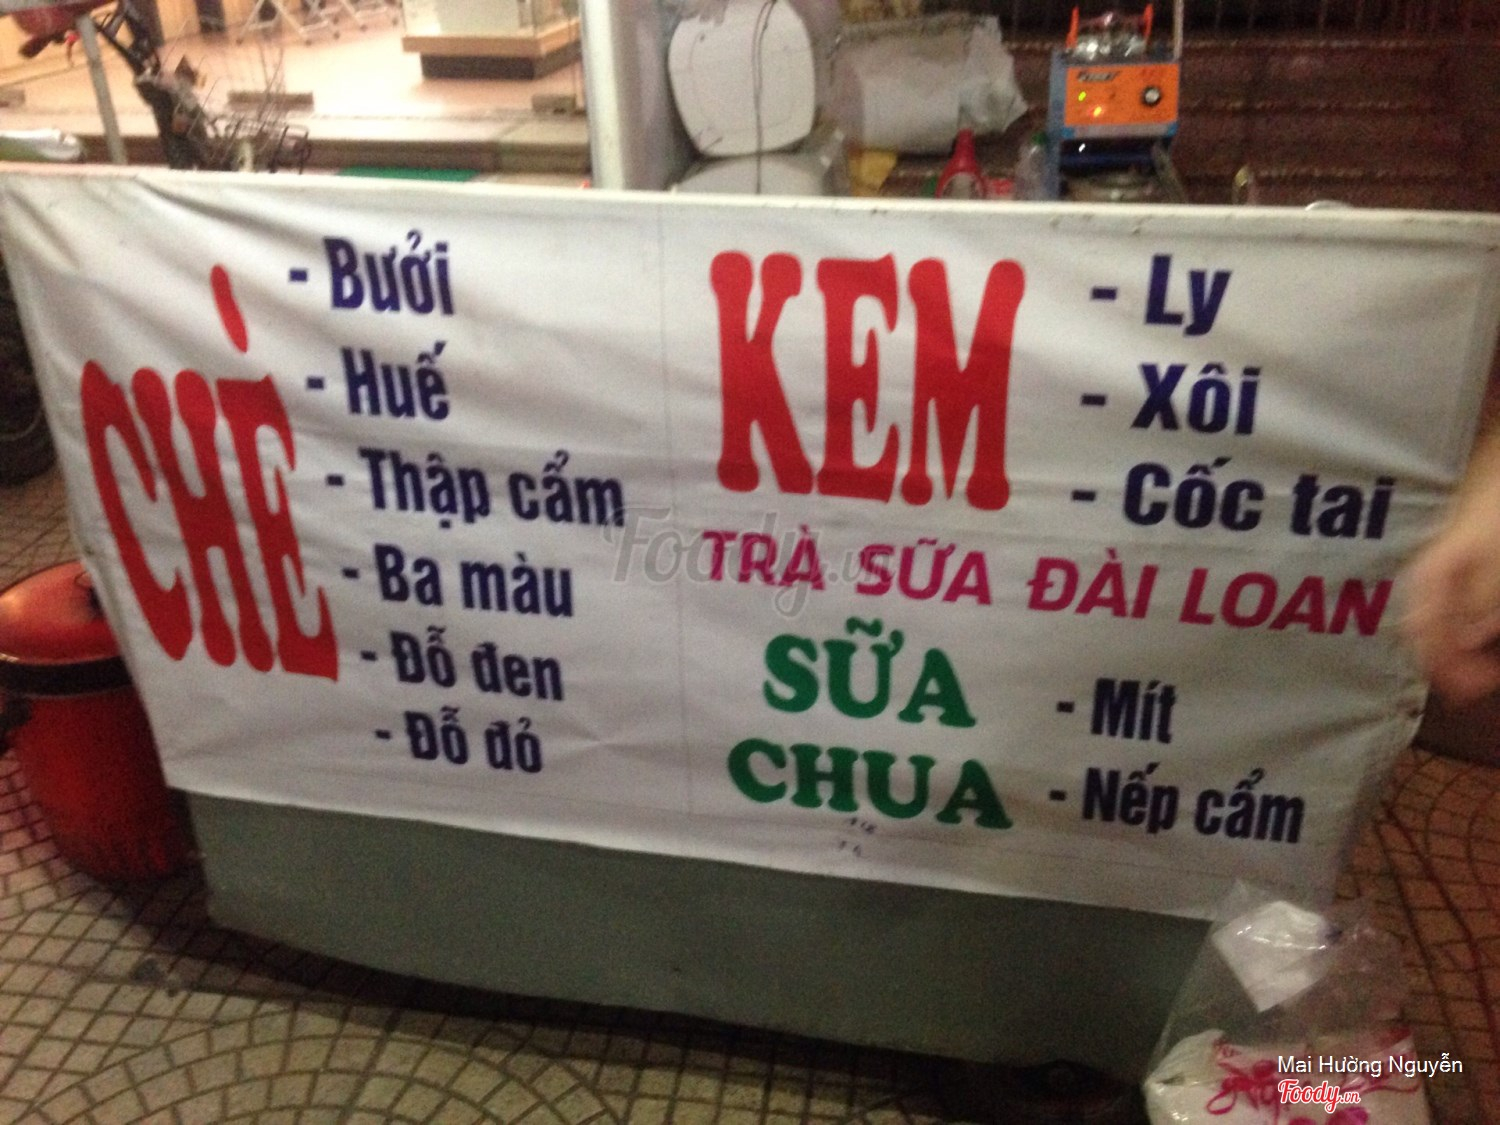 CHÈ
- Bưởi
- Huế
- Thập cẩm
- Ba màu
- Đỗ đen
- Đỗ đỏ
KEM
- Ly
- Xôi
- Cốc tai
TRÀ SỮA ĐÀI LOAN
SỮA
CHUA
- Mít
- Nếp cẩm
Foody.vn
Mai Hường Nguyễn
Foody.vn